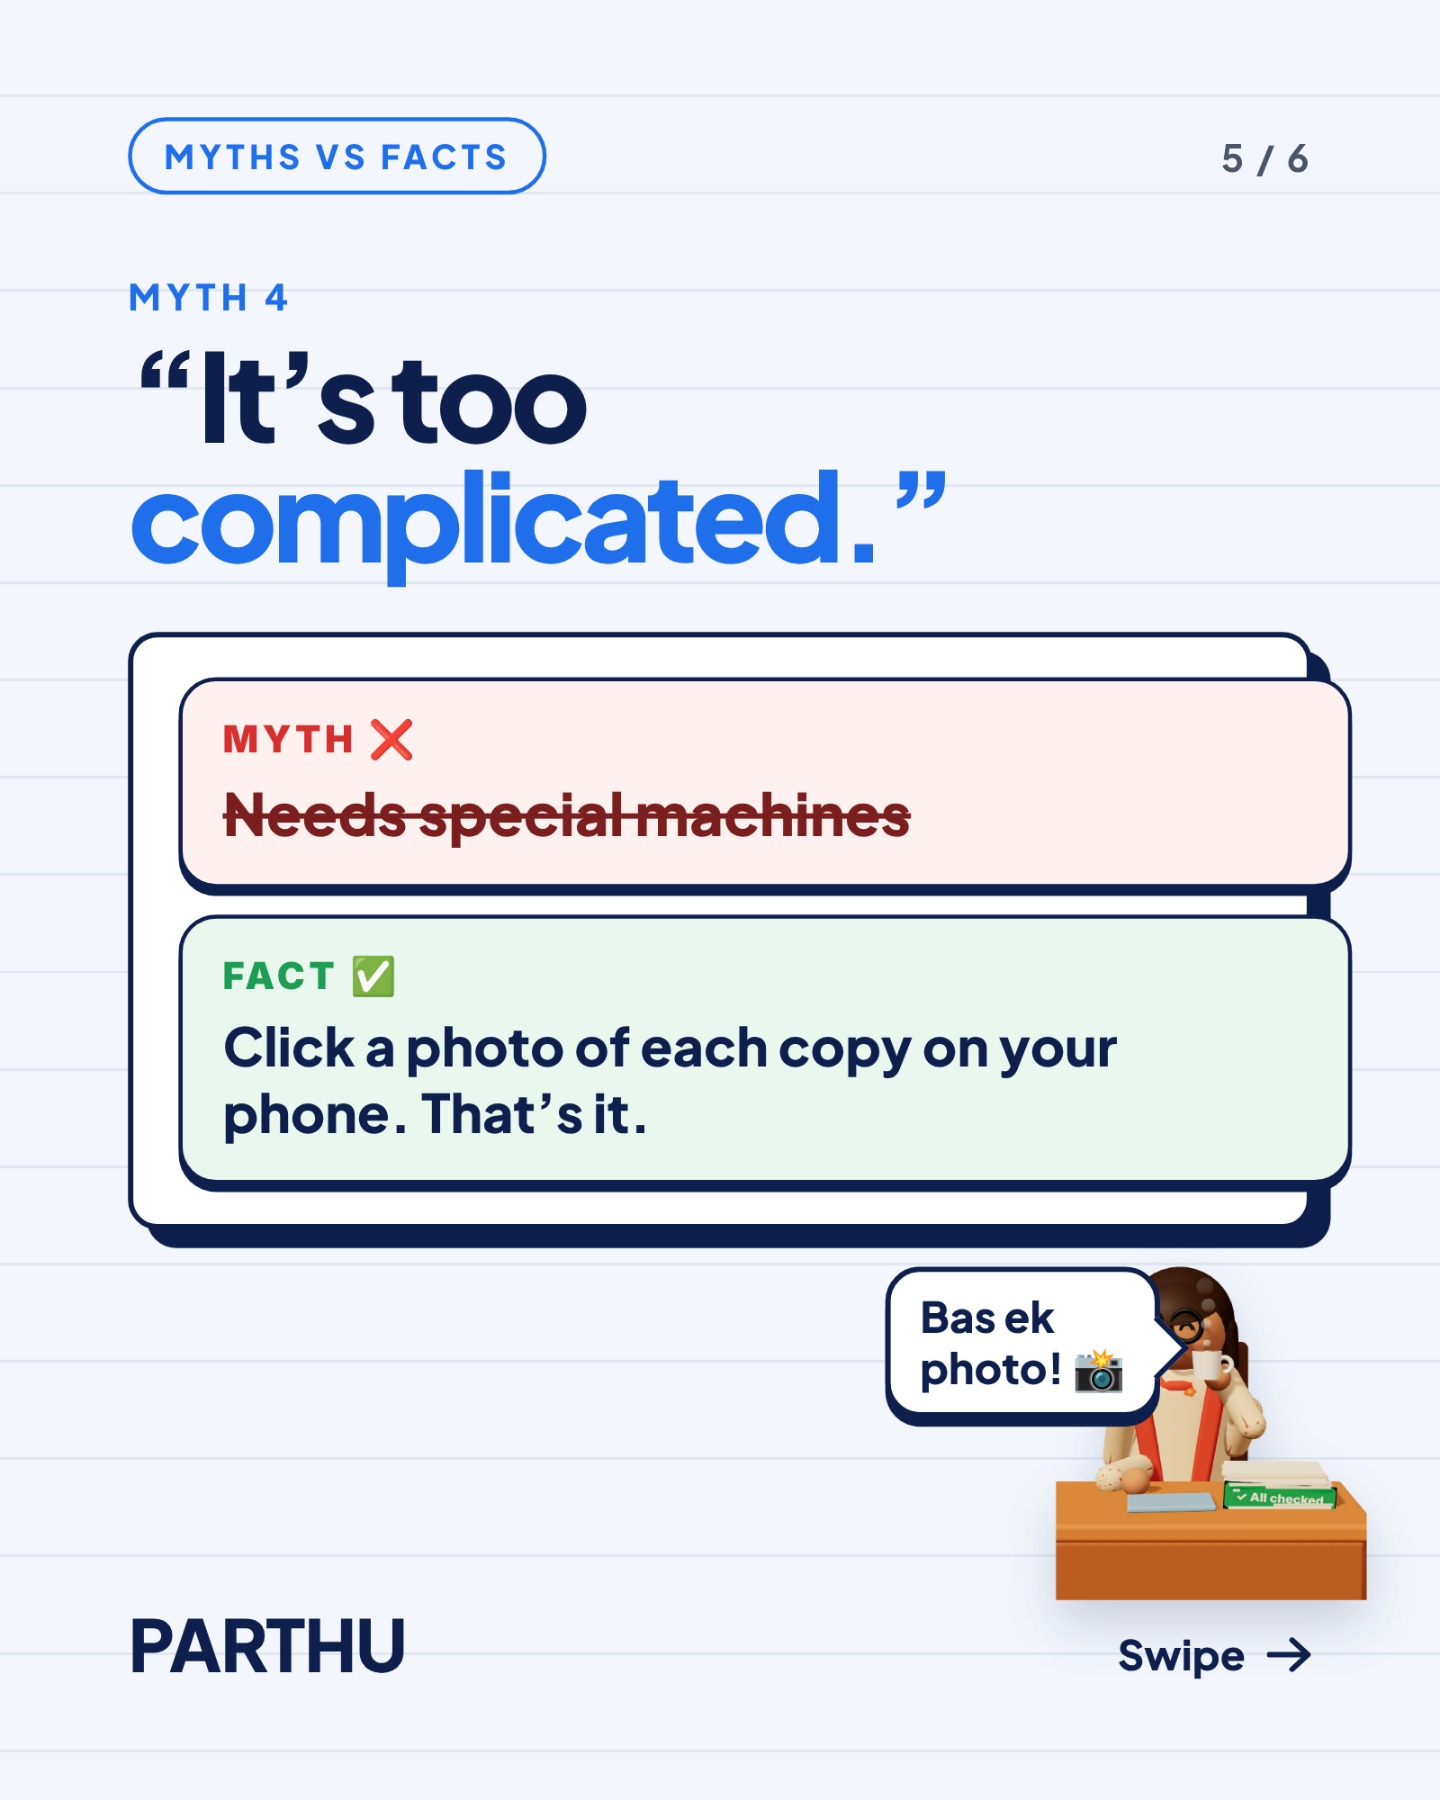 MYTHS VS FACTS
5 / 6
MYTH 4
“It’s too
complicated.”
MYTH ❌
Needs special machines
FACT ✅
Click a photo of each copy on your
phone. That’s it.
Bas ek
photo! 📸
✓ All checked
PARTHU
Swipe →